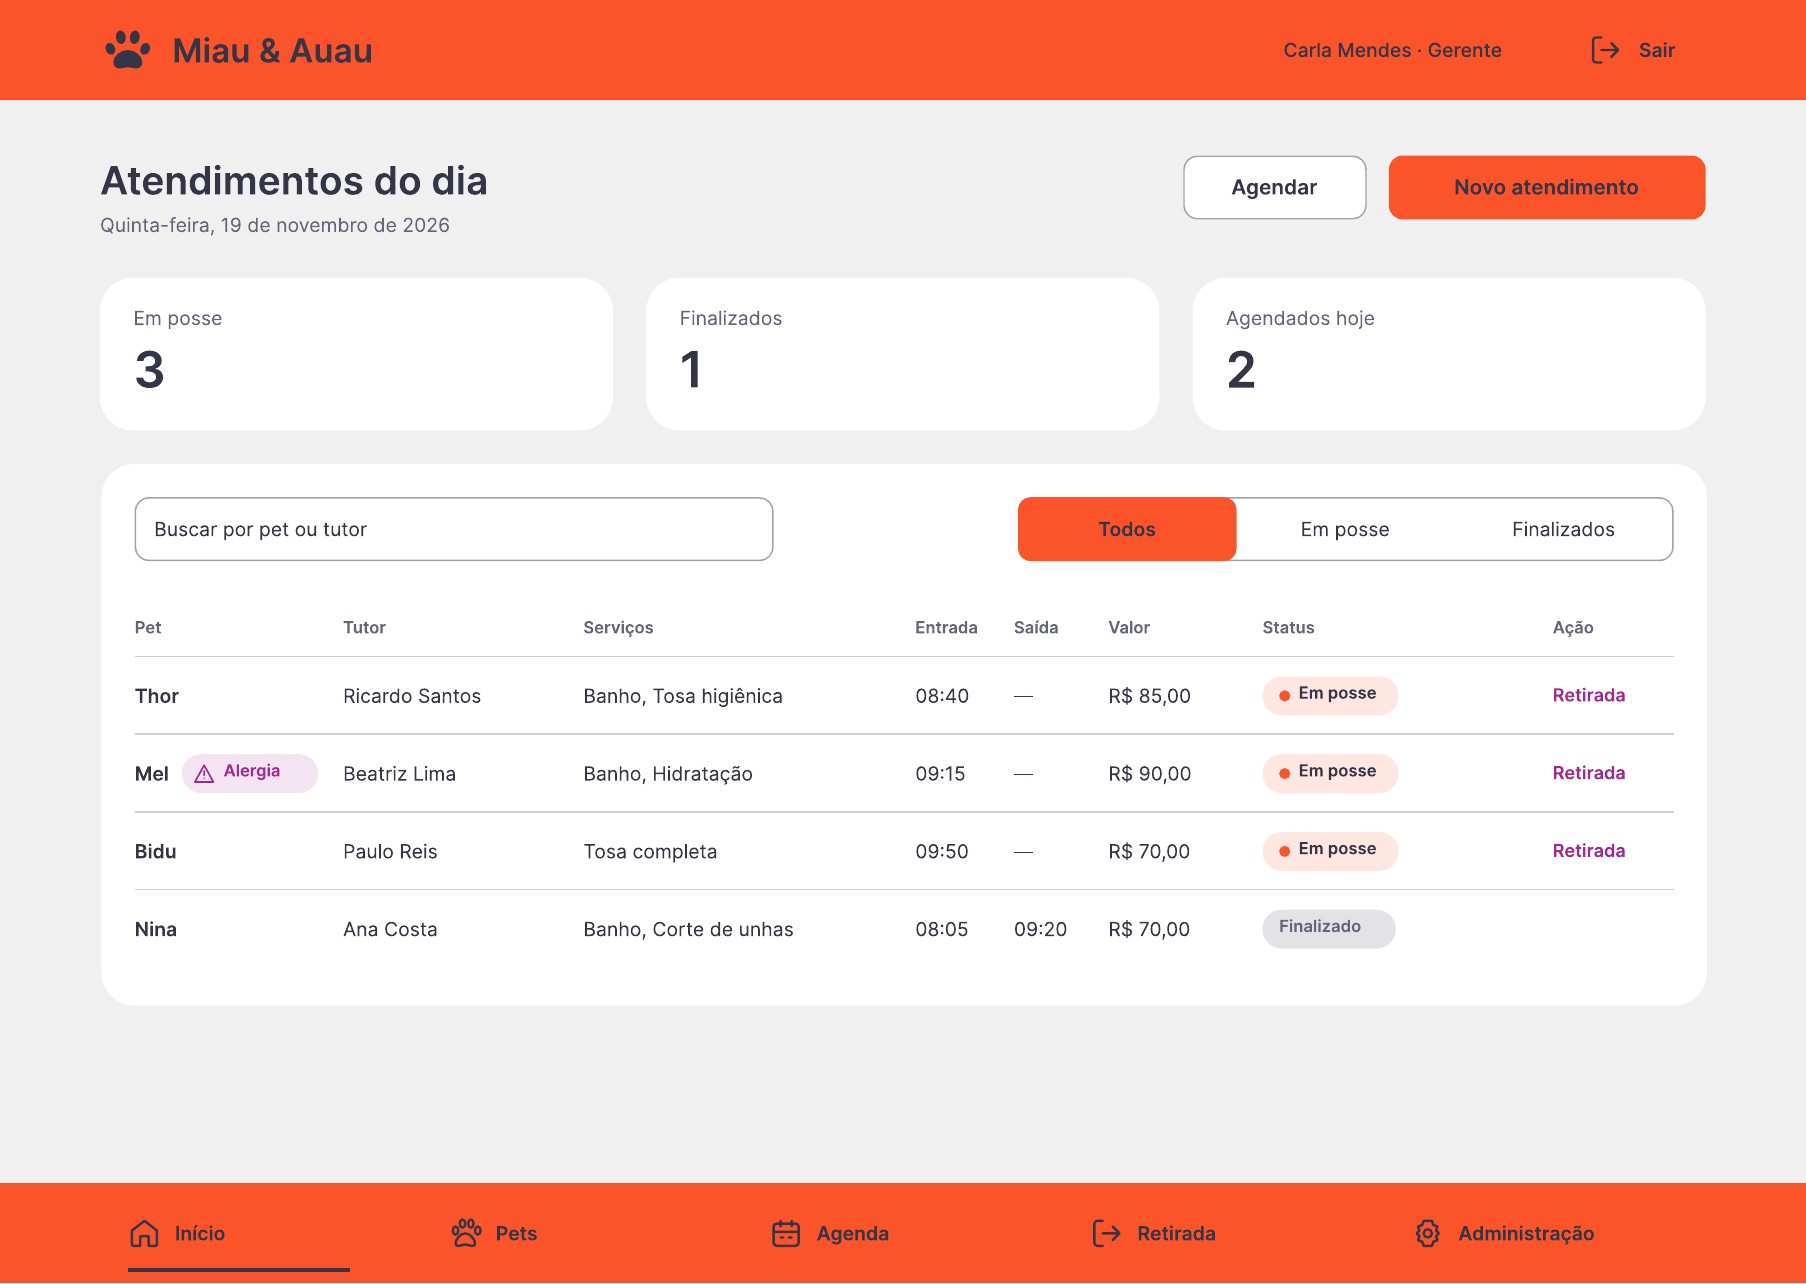 Miau & Auau
Carla Mendes · Gerente
Sair
Atendimentos do dia
Quinta-feira, 19 de novembro de 2026
Agendar
Novo atendimento
Em posse
3
Finalizados
1
Agendados hoje
2
Buscar por pet ou tutor
Todos
Em posse
Finalizados
Pet Tutor Serviços Entrada Saída Valor Status Ação
Thor Ricardo Santos Banho, Tosa higiênica 08:40 — R$ 85,00 Em posse Retirada
Mel Alergia Beatriz Lima Banho, Hidratação 09:15 — R$ 90,00 Em posse Retirada
Bidu Paulo Reis Tosa completa 09:50 — R$ 70,00 Em posse Retirada
Nina Ana Costa Banho, Corte de unhas 08:05 09:20 R$ 70,00 Finalizado
Início
Pets
Agenda
Retirada
Administração